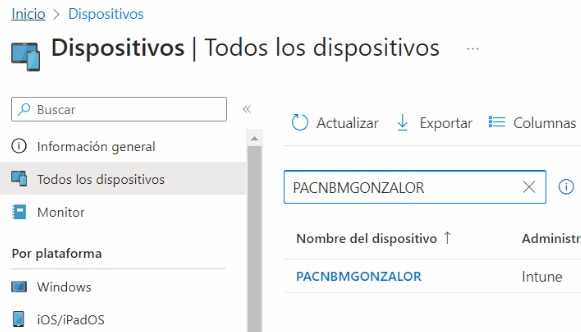 Inicio > Dispositivos
Dispositivos | Todos los dispositivos ...
Buscar
«
Información general
Todos los dispositivos
Monitor
Por plataforma
Windows
iOS/iPadOS
Actualizar Exportar Columnas
PACNBMGONZALOR
Nombre del dispositivo ↑ Administr
PACNBMGONZALOR Intune